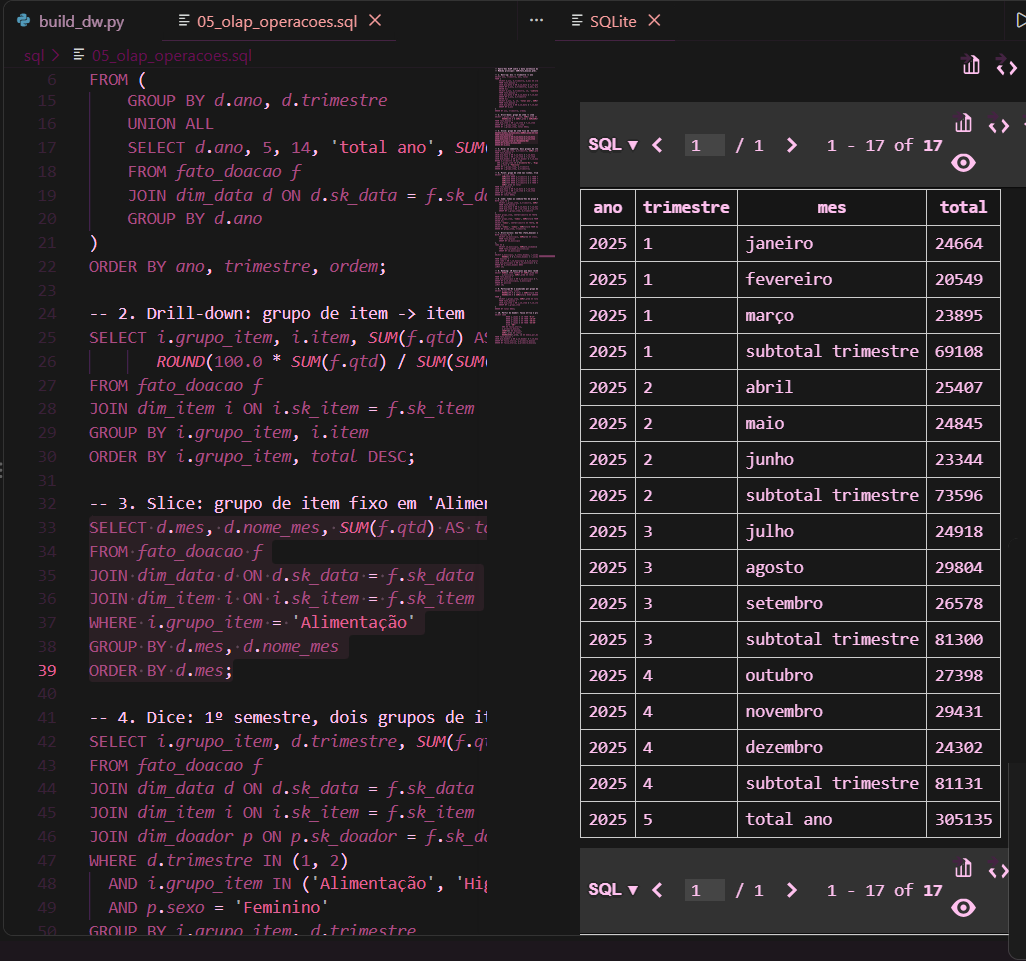 build_dw.py
05_olap_operacoes.sql
SQLite
sql > 05_olap_operacoes.sql
6 FROM (
15 GROUP BY d.ano, d.trimestre
16 UNION ALL
17 SELECT d.ano, 5, 14, 'total ano', SUM(
18 FROM fato_doacao f
19 JOIN dim_data d ON d.sk_data = f.sk_da
20 GROUP BY d.ano
21 )
22 ORDER BY ano, trimestre, ordem;
23
24 -- 2. Drill-down: grupo de item -> item
25 SELECT i.grupo_item, i.item, SUM(f.qtd) AS
26 ROUND(100.0 * SUM(f.qtd) / SUM(SUM(
27 FROM fato_doacao f
28 JOIN dim_item i ON i.sk_item = f.sk_item
29 GROUP BY i.grupo_item, i.item
30 ORDER BY i.grupo_item, total DESC;
31
32 -- 3. Slice: grupo de item fixo em 'Alimen
33 SELECT d.mes, d.nome_mes, SUM(f.qtd) AS to
34 FROM fato_doacao f
35 JOIN dim_data d ON d.sk_data = f.sk_data
36 JOIN dim_item i ON i.sk_item = f.sk_item
37 WHERE i.grupo_item = 'Alimentação'
38 GROUP BY d.mes, d.nome_mes
39 ORDER BY d.mes;
40
41 -- 4. Dice: 1º semestre, dois grupos de it
42 SELECT i.grupo_item, d.trimestre, SUM(f.qt
43 FROM fato_doacao f
44 JOIN dim_data d ON d.sk_data = f.sk_data
45 JOIN dim_item i ON i.sk_item = f.sk_item
46 JOIN dim_doador p ON p.sk_doador = f.sk_do
47 WHERE d.trimestre IN (1, 2)
48 AND i.grupo_item IN ('Alimentação', 'Hig
49 AND p.sexo = 'Feminino'
50 GROUP BY i.grupo_item, d.trimestre
SQL ▼ < 1 / 1 > 1 - 17 of 17
ano trimestre mes total
2025 1 janeiro 24664
2025 1 fevereiro 20549
2025 1 março 23895
2025 1 subtotal trimestre 69108
2025 2 abril 25407
2025 2 maio 24845
2025 2 junho 23344
2025 2 subtotal trimestre 73596
2025 3 julho 24918
2025 3 agosto 29804
2025 3 setembro 26578
2025 3 subtotal trimestre 81300
2025 4 outubro 27398
2025 4 novembro 29431
2025 4 dezembro 24302
2025 4 subtotal trimestre 81131
2025 5 total ano 305135
SQL ▼ < 1 / 1 > 1 - 17 of 17